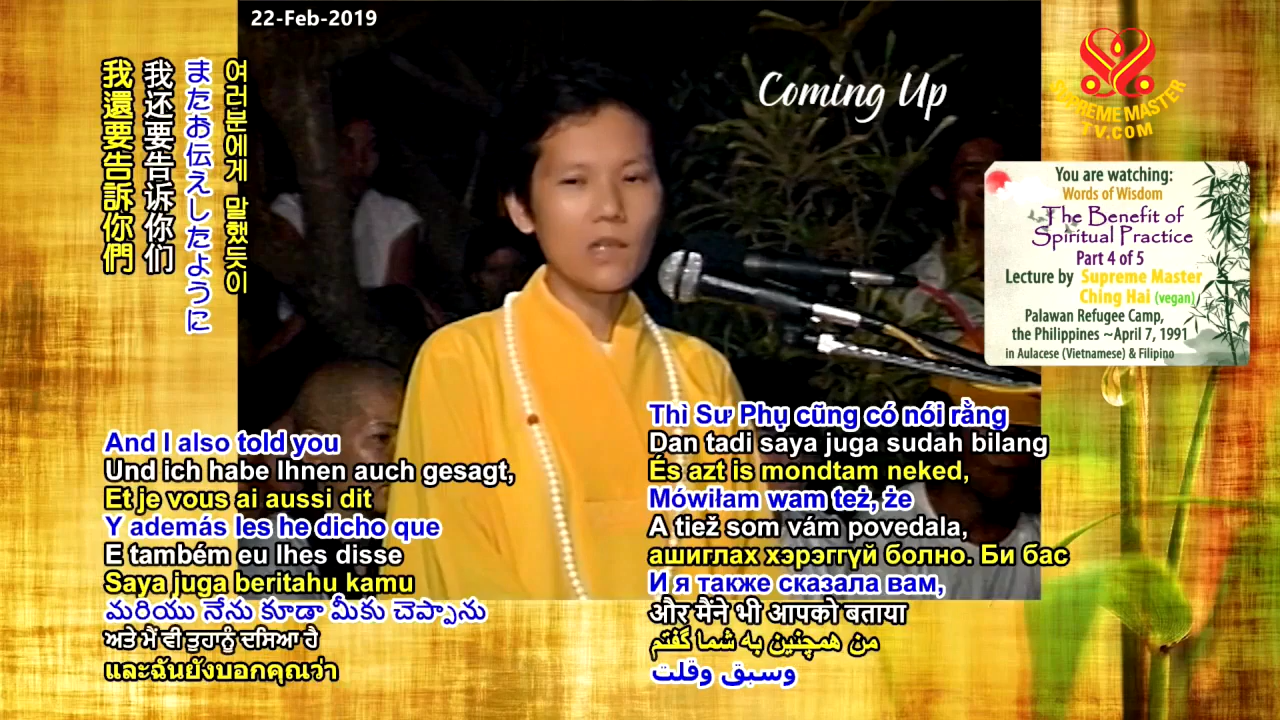 22-Feb-2019
Coming Up
SUPREME MASTER
TV.COM
我還要告訴你們
我还要告诉你们
またお伝えしたように
여러분에게 말했듯이
You are watching:
Words of Wisdom
The Benefit of
Spiritual Practice
Part 4 of 5
Lecture by Supreme Master
Ching Hai (vegan)
Palawan Refugee Camp,
the Philippines ~April 7, 1991
in Aulacese (Vietnamese) & Filipino
And I also told you
Und ich habe Ihnen auch gesagt,
Et je vous ai aussi dit
Y además les he dicho que
E também eu lhes disse
Saya juga beritahu kamu
మరియు నేను కూడా మీకు చెప్పాను
ਅਤੇ ਮੈਂ ਵੀ ਤੁਹਾਨੂੰ ਦਸਿਆ ਹੈ
และฉันยังบอกคุณว่า
Thì Sư Phụ cũng có nói rằng
Dan tadi saya juga sudah bilang
És azt is mondtam neked,
Mówiłam wam też, że
A tiež som vám povedala,
ашиглах хэрэггүй болно. Би бас
И я также сказала вам,
और मैंने भी आपको बताया
من همچنین به شما گفتم
وسبق وقلت